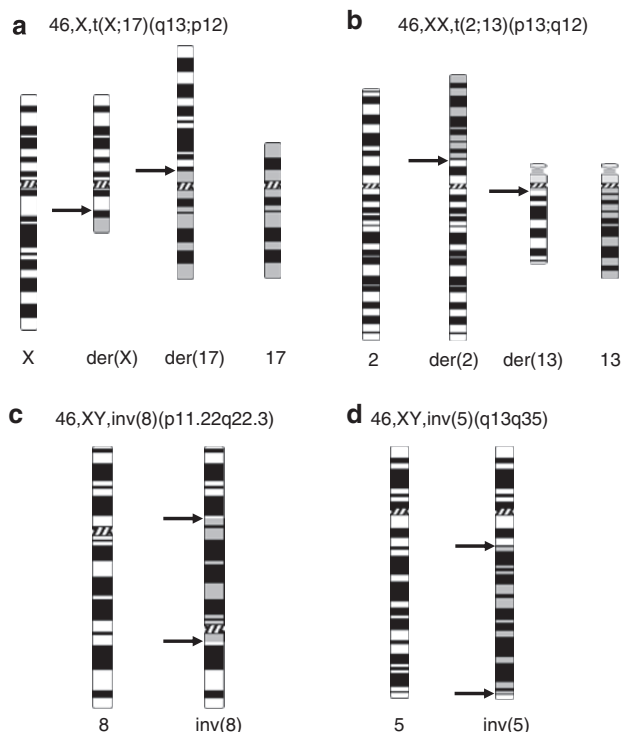 a
46,X,t(X;17)(q13;p12)
X der(X) der(17) 17
b
46,XX,t(2;13)(p13;q12)
2 der(2) der(13) 13
c
46,XY,inv(8)(p11.22q22.3)
8 inv(8)
d
46,XY,inv(5)(q13q35)
5 inv(5)